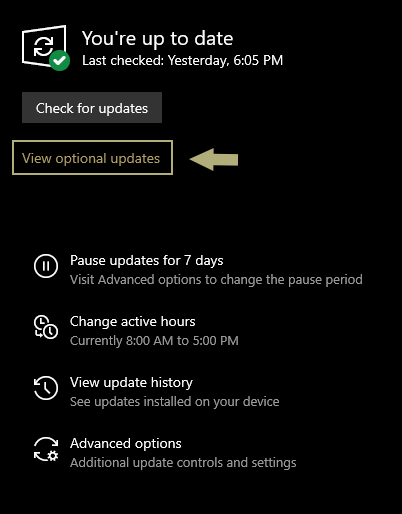 You're up to date
Last checked: Yesterday, 6:05 PM
Check for updates
View optional updates
Pause updates for 7 days
Visit Advanced options to change the pause period
Change active hours
Currently 8:00 AM to 5:00 PM
View update history
See updates installed on your device
Advanced options
Additional update controls and settings